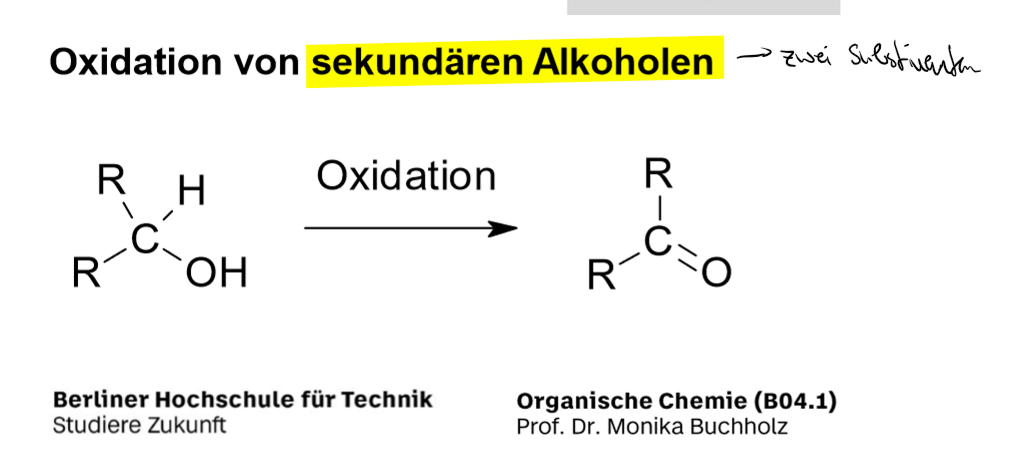 Oxidation von sekundären Alkoholen → zwei Substituenten
R H
Oxidation
R
C
C
R OH
R O
Berliner Hochschule für Technik
Studiere Zukunft
Organische Chemie (B04.1)
Prof. Dr. Monika Buchholz